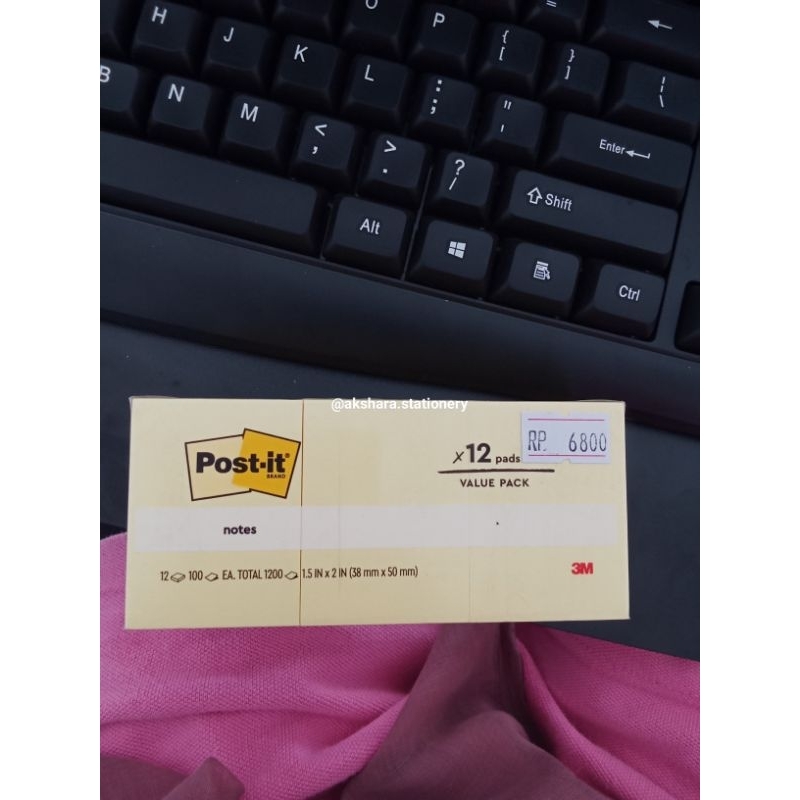 O P =
H J K L { [ } ] | \
B N M < , > . : ; " ' ? / Enter
Alt Shift
Ctrl
@akshara.stationery
Post-it
BRAND
x12 pads
VALUE PACK
RP. 6800
notes
12 100 EA. TOTAL 1200 1.5 IN x 2 IN (38 mm x 50 mm)
3M